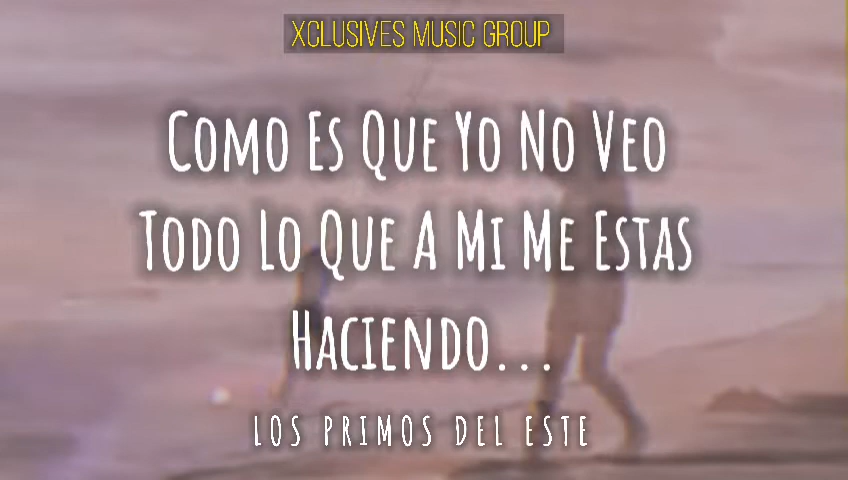 XCLUSIVES MUSIC GROUP
Como Es Que Yo No Veo
Todo Lo Que A Mi Me Estas
Haciendo...
LOS PRIMOS DEL ESTE